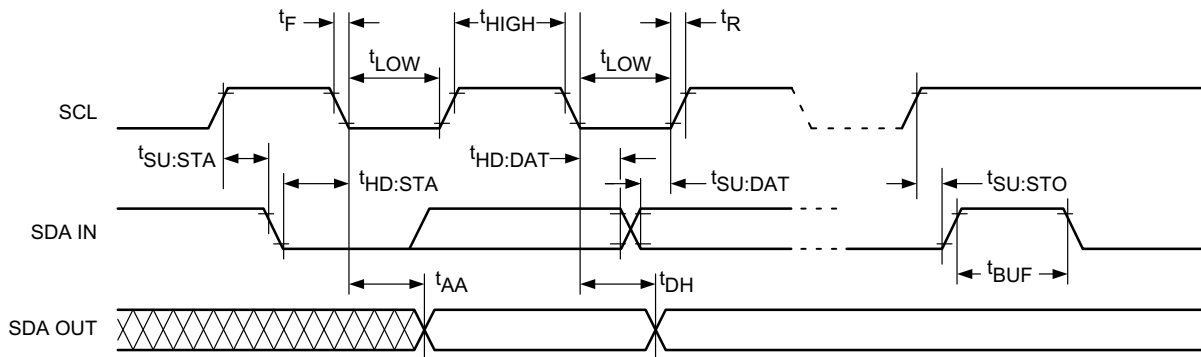 tF
tHIGH
tR
tLOW
tLOW
SCL
tSU:STA
tHD:STA
tHD:DAT
tSU:DAT
tSU:STO
SDA IN
tBUF
tAA
tDH
SDA OUT